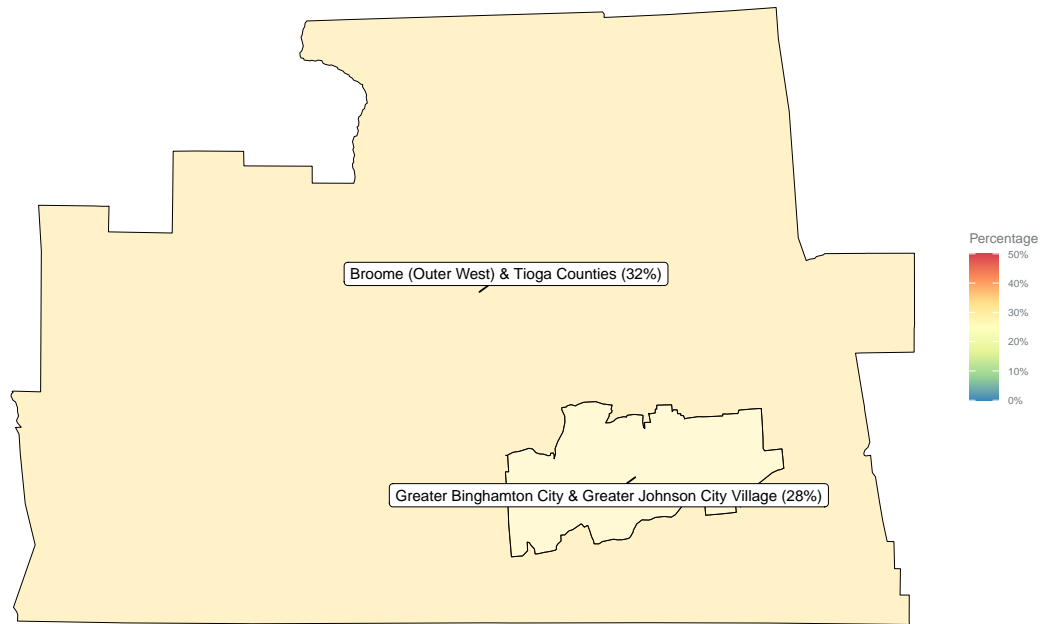 Broome (Outer West) & Tioga Counties (32%)
Greater Binghamton City & Greater Johnson City Village (28%)
Percentage
50%
40%
30%
20%
10%
0%